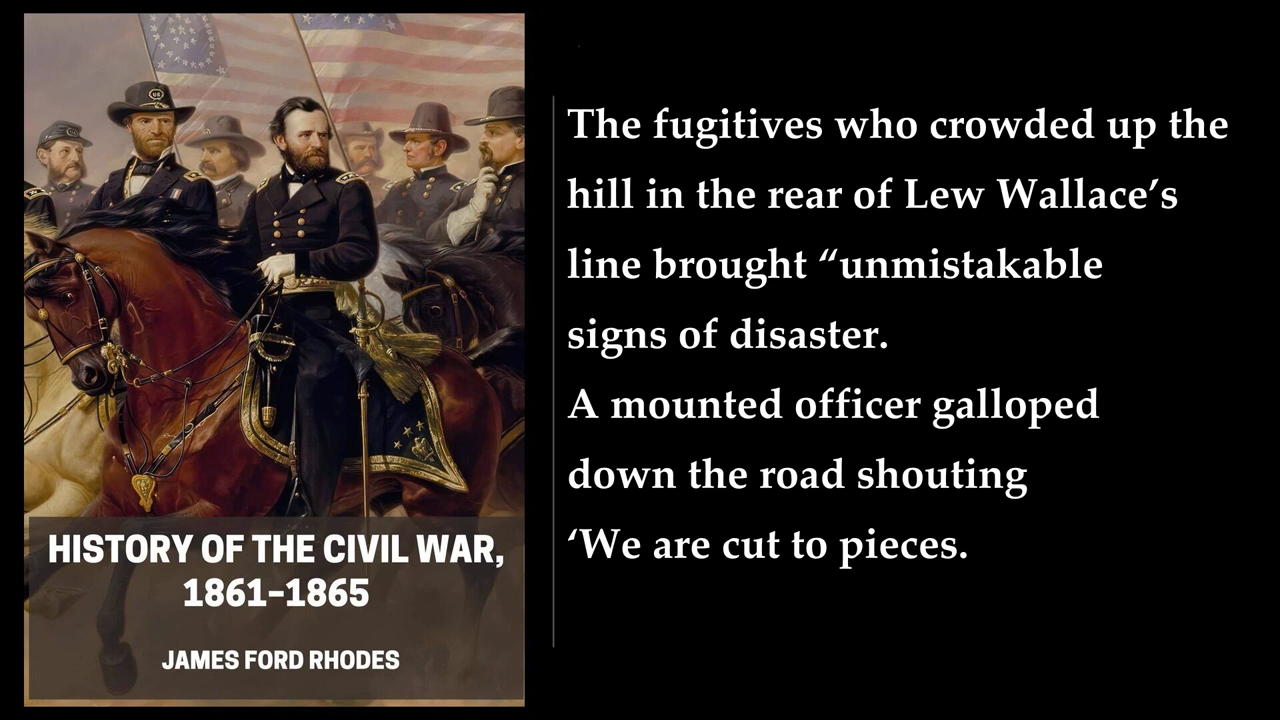 HISTORY OF THE CIVIL WAR,
1861–1865
JAMES FORD RHODES
The fugitives who crowded up the
hill in the rear of Lew Wallace’s
line brought “unmistakable
signs of disaster.
A mounted officer galloped
down the road shouting
‘We are cut to pieces.